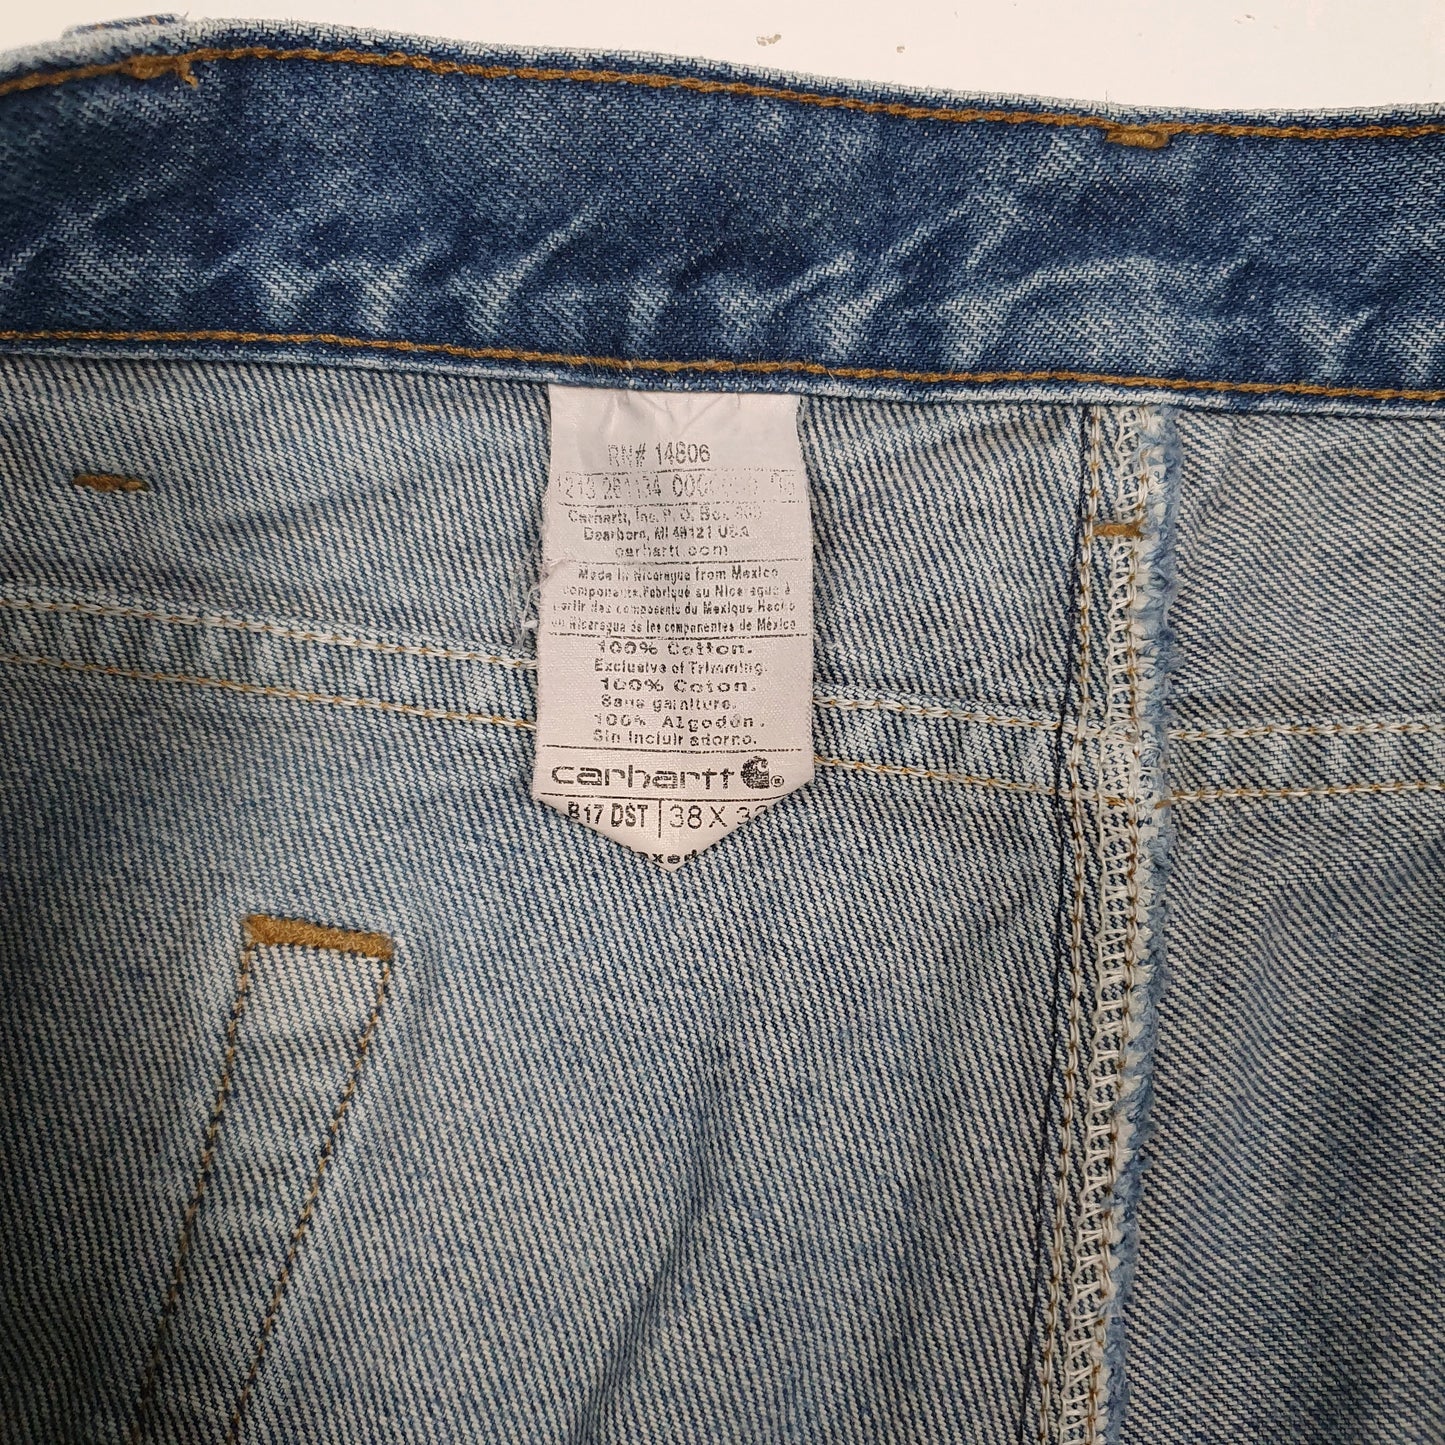 RN# 14806
1213 261134
Carhartt, Inc. P. O. Box
Dearborn, MI 48121 USA
carhartt.com
Made in Nicaragua from Mexico
components. Fabriqué au Nicaragua à
partir des composants du Mexique Hecho
en Nicaragua de los componentes de México
100% Cotton.
Exclusive of Trimming.
100% Coton.
Sans garniture.
100% Algodón.
Sin incluir adorno.
carhartt ®
B17 DST 38 X